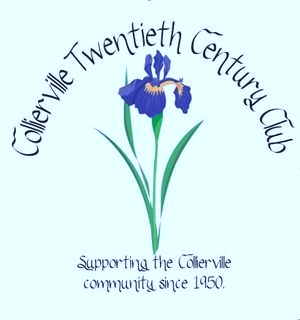 Collierville Twentieth Century Club
Supporting the Collierville
community since 1950.